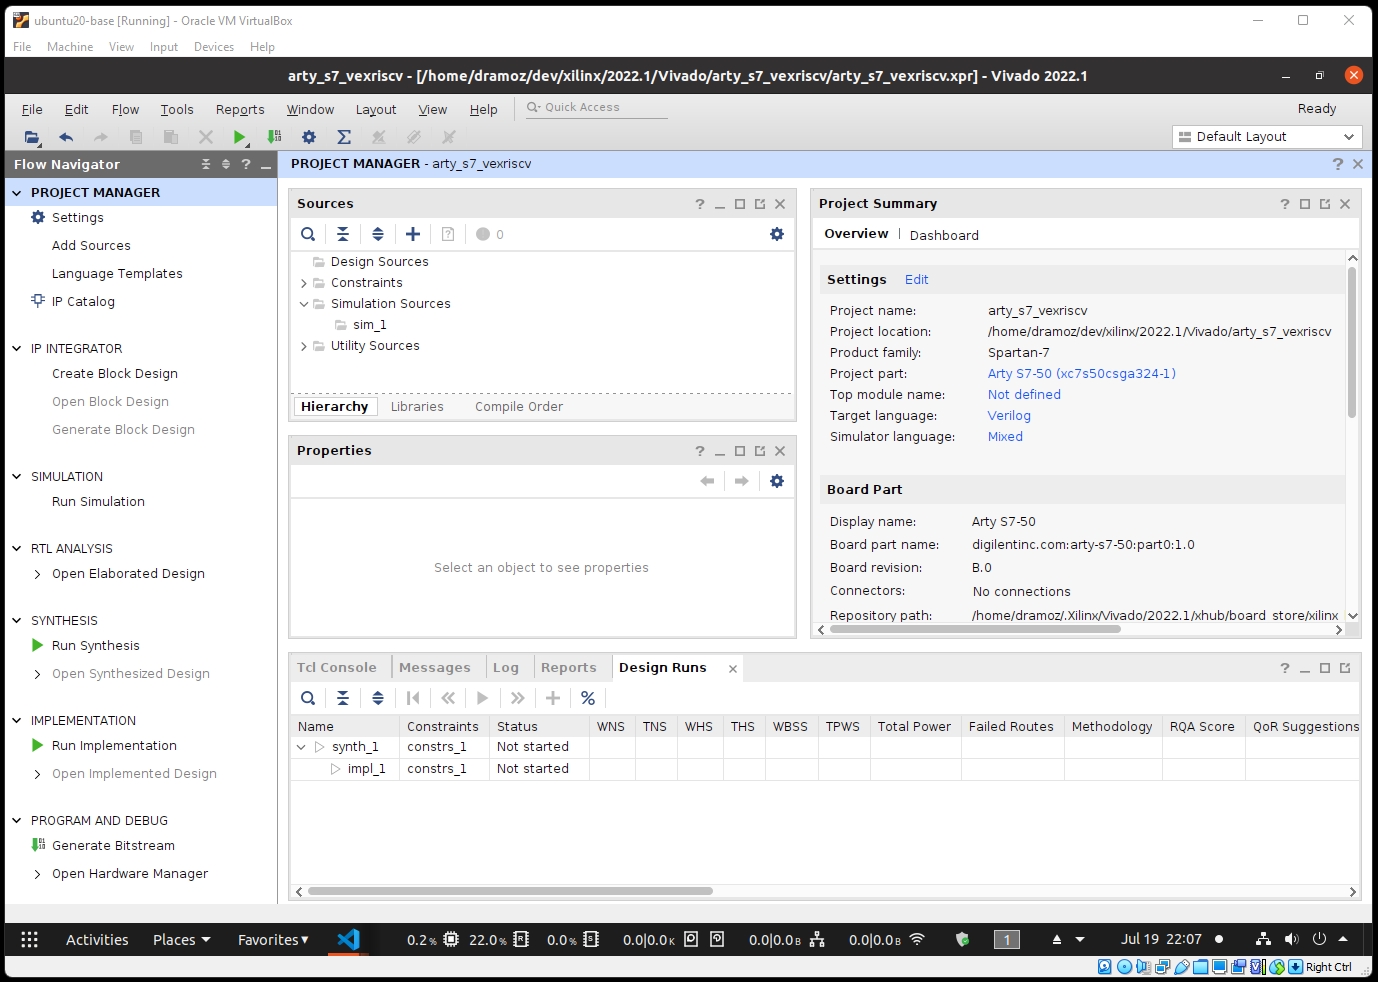 ubuntu20-base [Running] - Oracle VM VirtualBox
File Machine View Input Devices Help
arty_s7_vexriscv - [/home/dramoz/dev/xilinx/2022.1/Vivado/arty_s7_vexriscv/arty_s7_vexriscv.xpr] - Vivado 2022.1
File Edit Flow Tools Reports Window Layout View Help Quick Access Ready
Default Layout
Flow Navigator
PROJECT MANAGER
Settings
Add Sources
Language Templates
IP Catalog
IP INTEGRATOR
Create Block Design
Open Block Design
Generate Block Design
SIMULATION
Run Simulation
RTL ANALYSIS
Open Elaborated Design
SYNTHESIS
Run Synthesis
Open Synthesized Design
IMPLEMENTATION
Run Implementation
Open Implemented Design
PROGRAM AND DEBUG
Generate Bitstream
Open Hardware Manager
PROJECT MANAGER - arty_s7_vexriscv
Sources
0
Design Sources
Constraints
Simulation Sources
sim_1
Utility Sources
Hierarchy Libraries Compile Order
Properties
Select an object to see properties
Project Summary
Overview | Dashboard
Settings Edit
Project name: arty_s7_vexriscv
Project location: /home/dramoz/dev/xilinx/2022.1/Vivado/arty_s7_vexriscv
Product family: Spartan-7
Project part: Arty S7-50 (xc7s50csga324-1)
Top module name: Not defined
Target language: Verilog
Simulator language: Mixed
Board Part
Display name: Arty S7-50
Board part name: digilentinc.com:arty-s7-50:part0:1.0
Board revision: B.0
Connectors: No connections
Repository path: /home/dramoz/.Xilinx/Vivado/2022.1/xhub/board_store/xilinx
Tcl Console Messages Log Reports Design Runs
Name Constraints Status WNS TNS WHS THS WBSS TPWS Total Power Failed Routes Methodology RQA Score QoR Suggestions
synth_1 constrs_1 Not started
impl_1 constrs_1 Not started
Activities Places Favorites 0.2% 22.0% 0.0% 0.0|0.0K 0.0|0.0B 0.0|0.0B 1 Jul 19 22:07
Right Ctrl